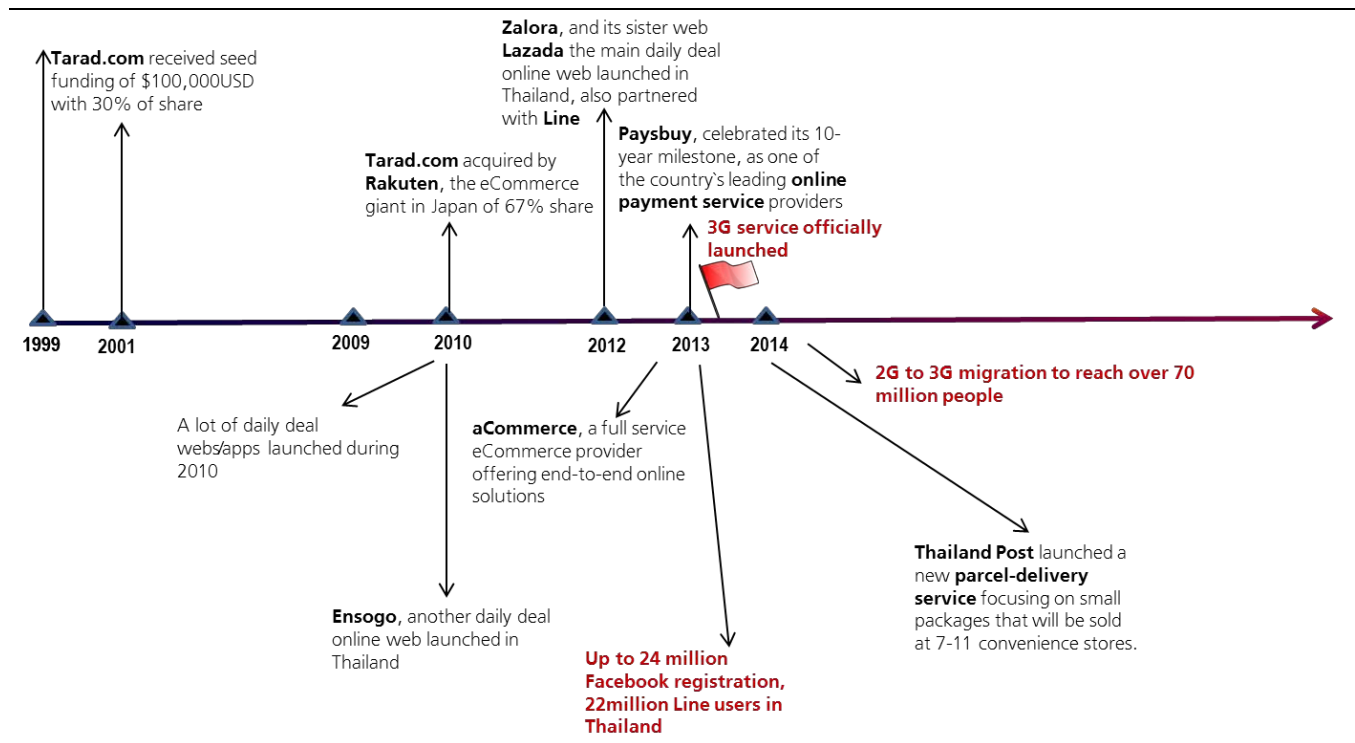 Tarad.com received seed
funding of $100,000USD
with 30% of share
Zalora, and its sister web
Lazada the main daily deal
online web launched in
Thailand, also partnered
with Line
Tarad.com acquired by
Rakuten, the eCommerce
giant in Japan of 67% share
Paysbuy, celebrated its 10-
year milestone, as one of
the country`s leading online
payment service providers
3G service officially
launched
1999
2001
2009
2010
2012
2013
2014
2G to 3G migration to reach over 70
million people
A lot of daily deal
webs/apps launched during
2010
aCommerce, a full service
eCommerce provider
offering end-to-end online
solutions
Ensogo, another daily deal
online web launched in
Thailand
Up to 24 million
Facebook registration,
22million Line users in
Thailand
Thailand Post launched a
new parcel-delivery
service focusing on small
packages that will be sold
at 7-11 convenience stores.